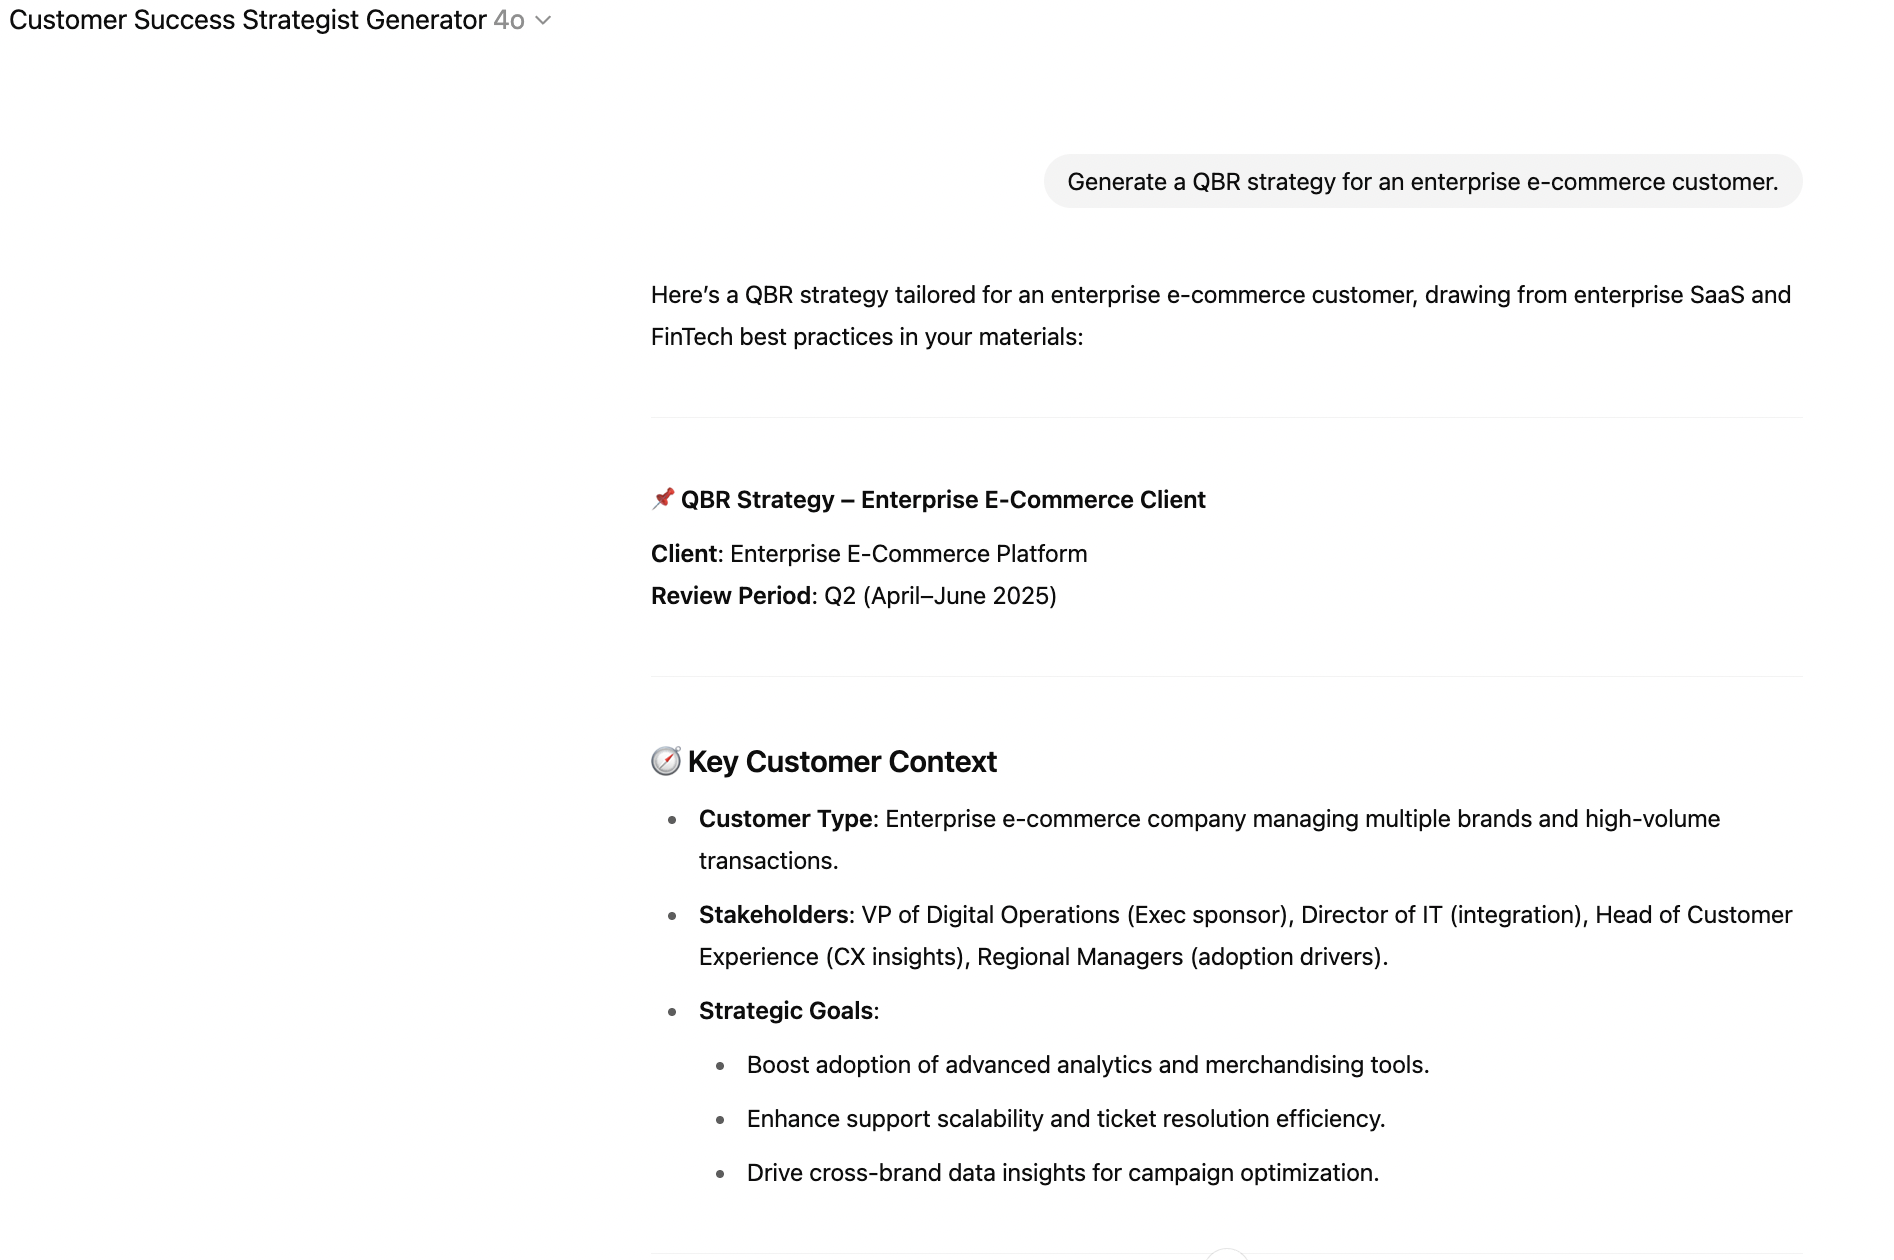 Customer Success Strategist Generator 4o
Generate a QBR strategy for an enterprise e-commerce customer.
Here’s a QBR strategy tailored for an enterprise e-commerce customer, drawing from enterprise SaaS and
FinTech best practices in your materials:
QBR Strategy – Enterprise E-Commerce Client
Client: Enterprise E-Commerce Platform
Review Period: Q2 (April–June 2025)
Key Customer Context
Customer Type: Enterprise e-commerce company managing multiple brands and high-volume
transactions.
Stakeholders: VP of Digital Operations (Exec sponsor), Director of IT (integration), Head of Customer
Experience (CX insights), Regional Managers (adoption drivers).
Strategic Goals:
Boost adoption of advanced analytics and merchandising tools.
Enhance support scalability and ticket resolution efficiency.
Drive cross-brand data insights for campaign optimization.